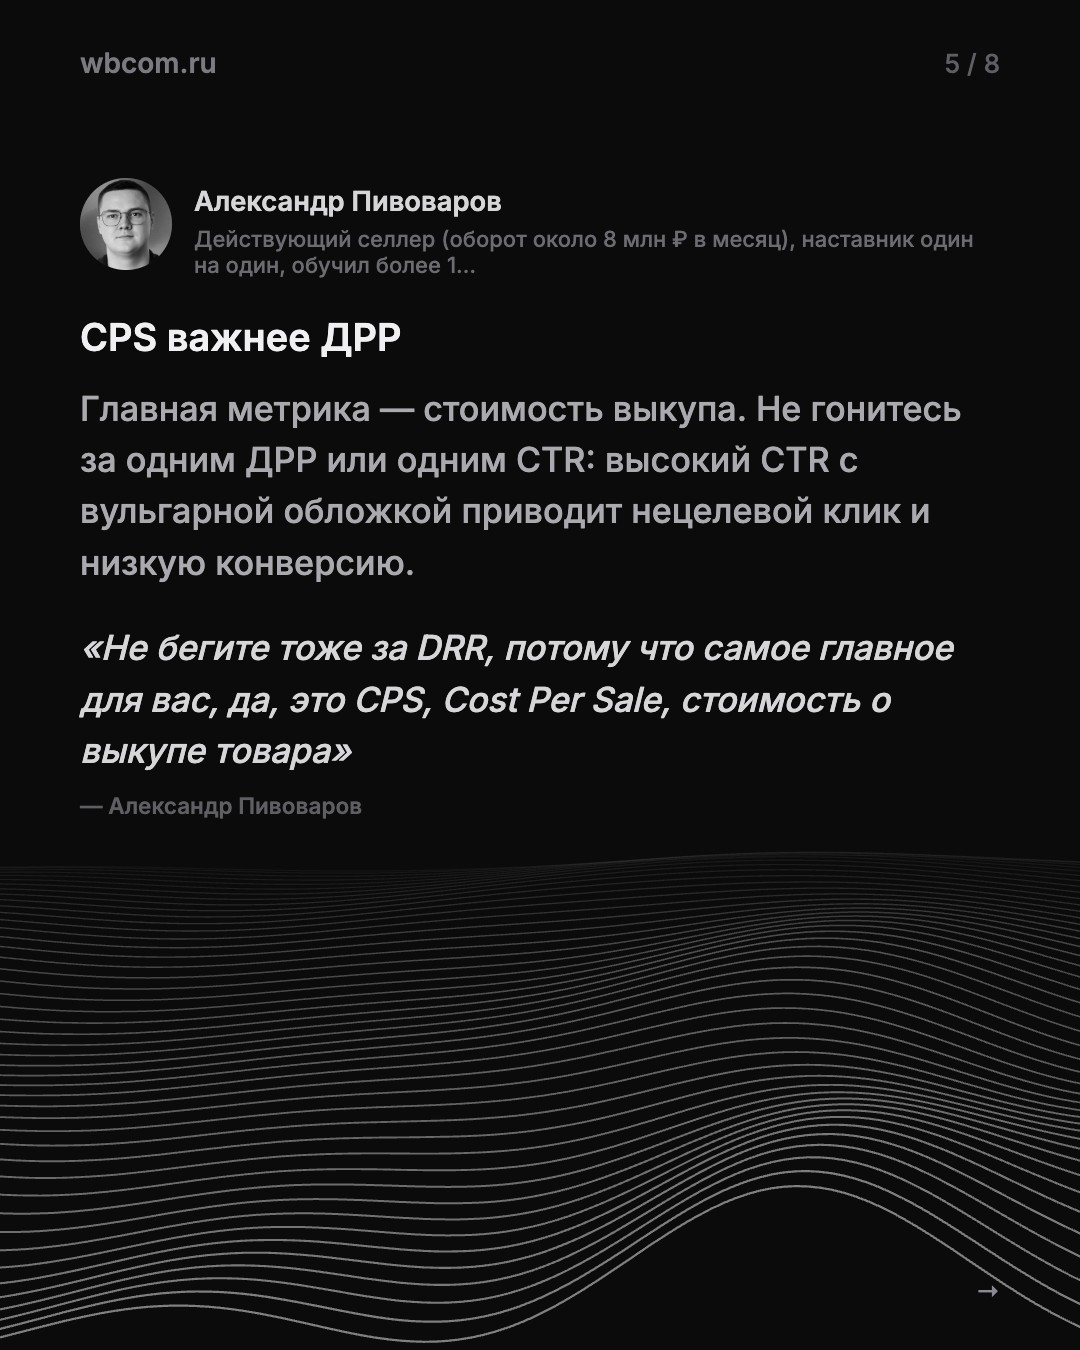 wbcom.ru
5 / 8
Александр Пивоваров
Действующий селлер (оборот около 8 млн ₽ в месяц), наставник один
на один, обучил более 1...
CPS важнее ДРР
Главная метрика — стоимость выкупа. Не гонитесь
за одним ДРР или одним CTR: высокий CTR с
вульгарной обложкой приводит нецелевой клик и
низкую конверсию.
«Не бегите тоже за DRR, потому что самое главное
для вас, да, это CPS, Cost Per Sale, стоимость о
выкупе товара»
— Александр Пивоваров
→